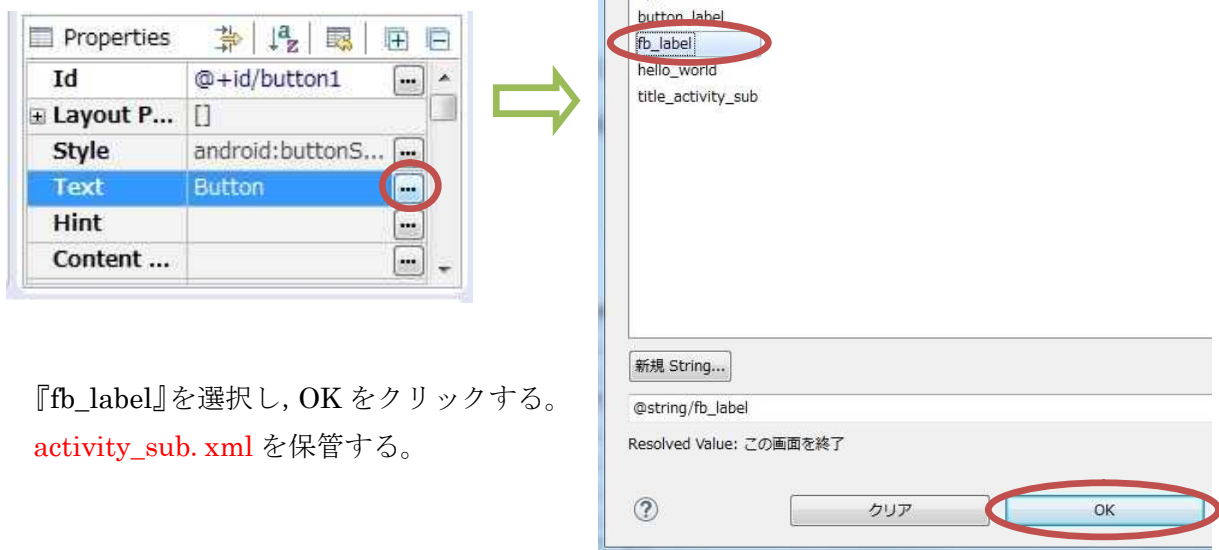 Properties
Id @+id/button1 ...
Layout P... []
Style android:buttonS... ...
Text Button ...
Hint ...
Content ... ...
『fb_label』を選択し, OK をクリックする。
activity_sub. xml を保管する。
button_label
fb_label
hello_world
title_activity_sub
新規 String...
@string/fb_label
Resolved Value: この画面を終了
クリア OK